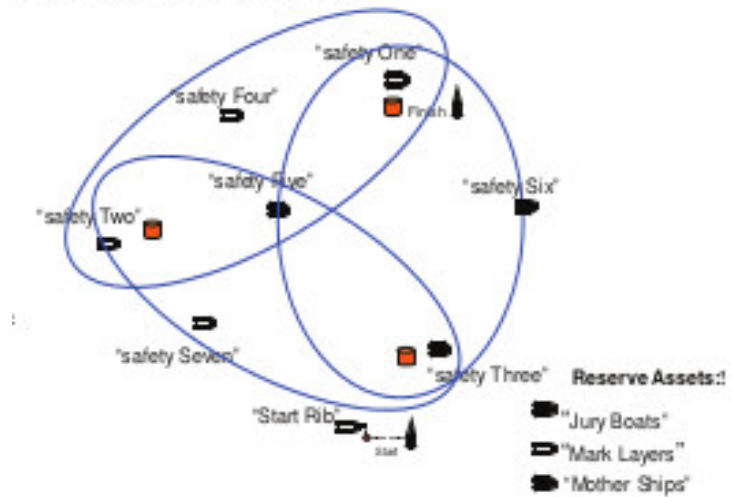 "safety One"
"safety Four"
Finish
"safety Five"
"safety Six"
"safety Two"
"safety Seven"
"safety Three"
Reserve Assets:
"Start Rib"
Start
"Jury Boats"
"Mark Layers"
"Mother Ships"